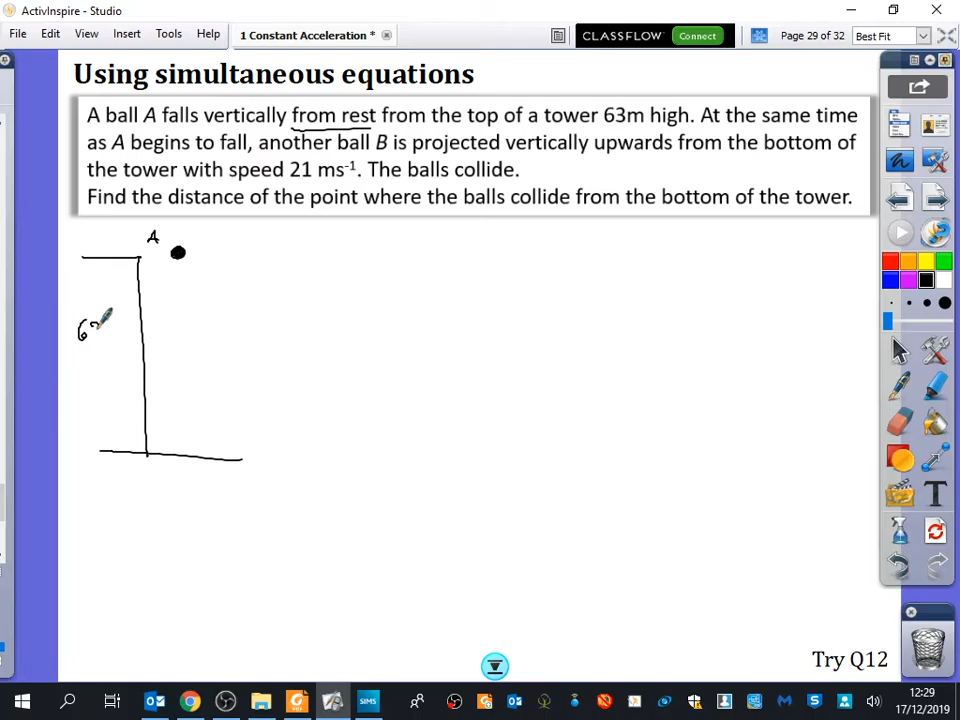 ActivInspire - Studio
File Edit View Insert Tools Help
1 Constant Acceleration *
CLASSFLOW Connect
Page 29 of 32
Best Fit
Using simultaneous equations
A ball A falls vertically from rest from the top of a tower 63m high. At the same time
as A begins to fall, another ball B is projected vertically upwards from the bottom of
the tower with speed 21 ms⁻¹. The balls collide.
Find the distance of the point where the balls collide from the bottom of the tower.
A
6
Try Q12
SIMS
12:29
17/12/2019